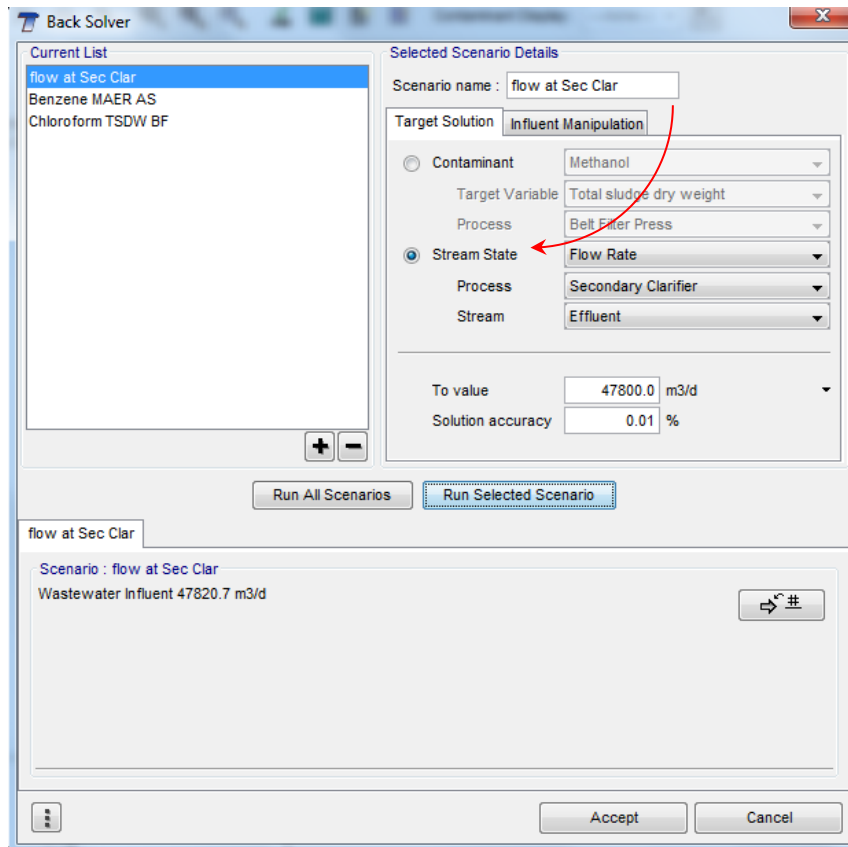 Back Solver
Current List
flow at Sec Clar
Benzene MAER AS
Chloroform TSDW BF
Selected Scenario Details
Scenario name : flow at Sec Clar
Target Solution Influent Manipulation
Contaminant Methanol
Target Variable Total sludge dry weight
Process Belt Filter Press
Stream State Flow Rate
Process Secondary Clarifier
Stream Effluent
To value 47800.0 m3/d
Solution accuracy 0.01 %
Run All Scenarios Run Selected Scenario
flow at Sec Clar
Scenario : flow at Sec Clar
Wastewater Influent 47820.7 m3/d
#
Accept Cancel